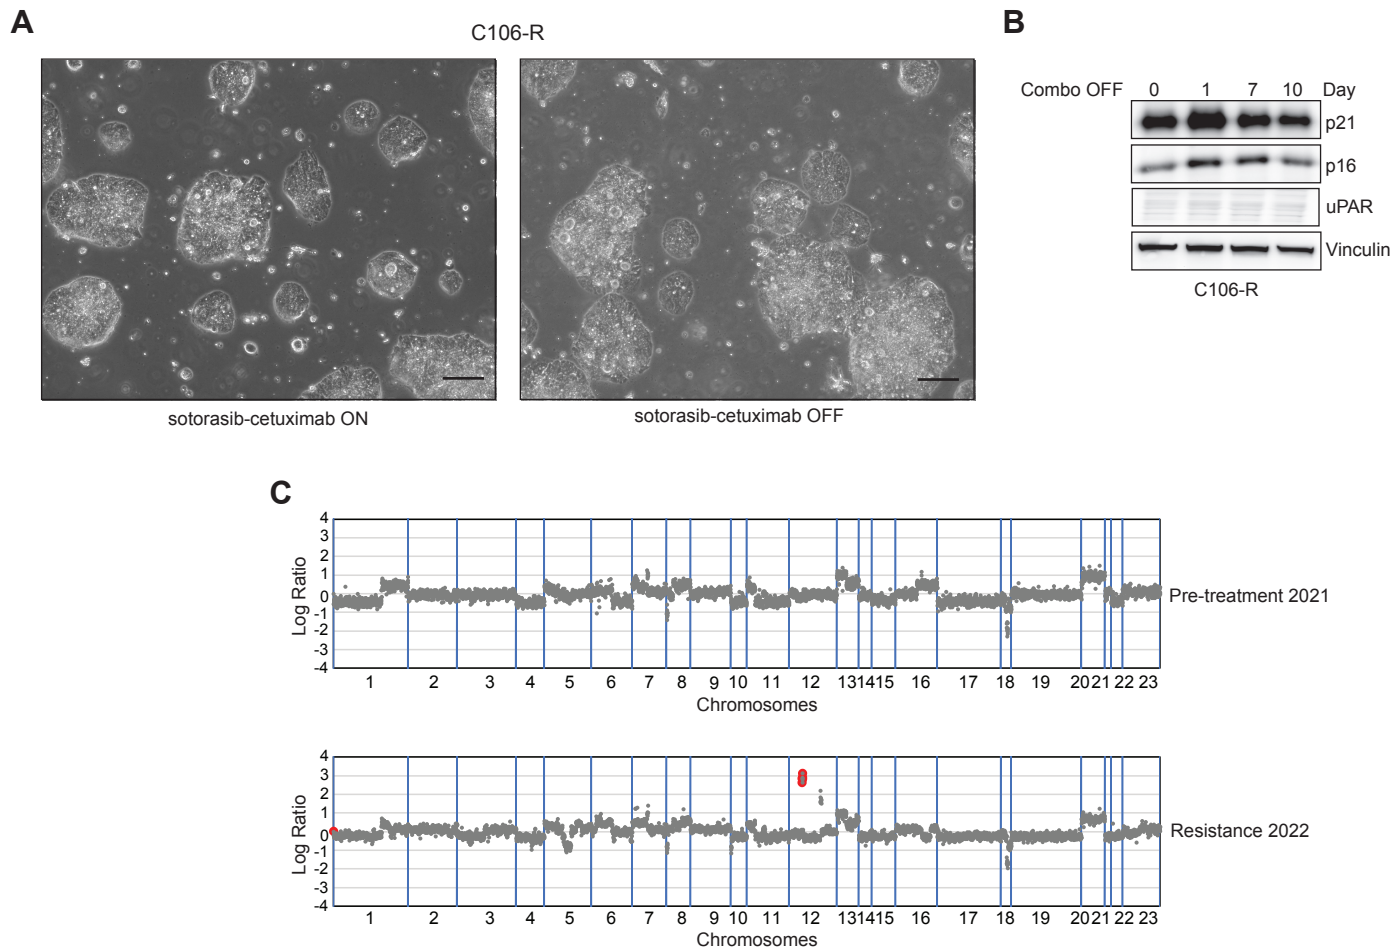 A
C106-R
sotorasib-cetuximab ON
sotorasib-cetuximab OFF
B
Combo OFF 0 1 7 10 Day
p21
p16
uPAR
Vinculin
C106-R
C
4
3
2
1
0
-1
-2
-3
-4
Log Ratio
Pre-treatment 2021
1 2 3 4 5 6 7 8 9 10 11 12 13 14 15 16 17 18 19 20 21 22 23
Chromosomes
4
3
2
1
0
-1
-2
-3
-4
Log Ratio
Resistance 2022
1 2 3 4 5 6 7 8 9 10 11 12 13 14 15 16 17 18 19 20 21 22 23
Chromosomes